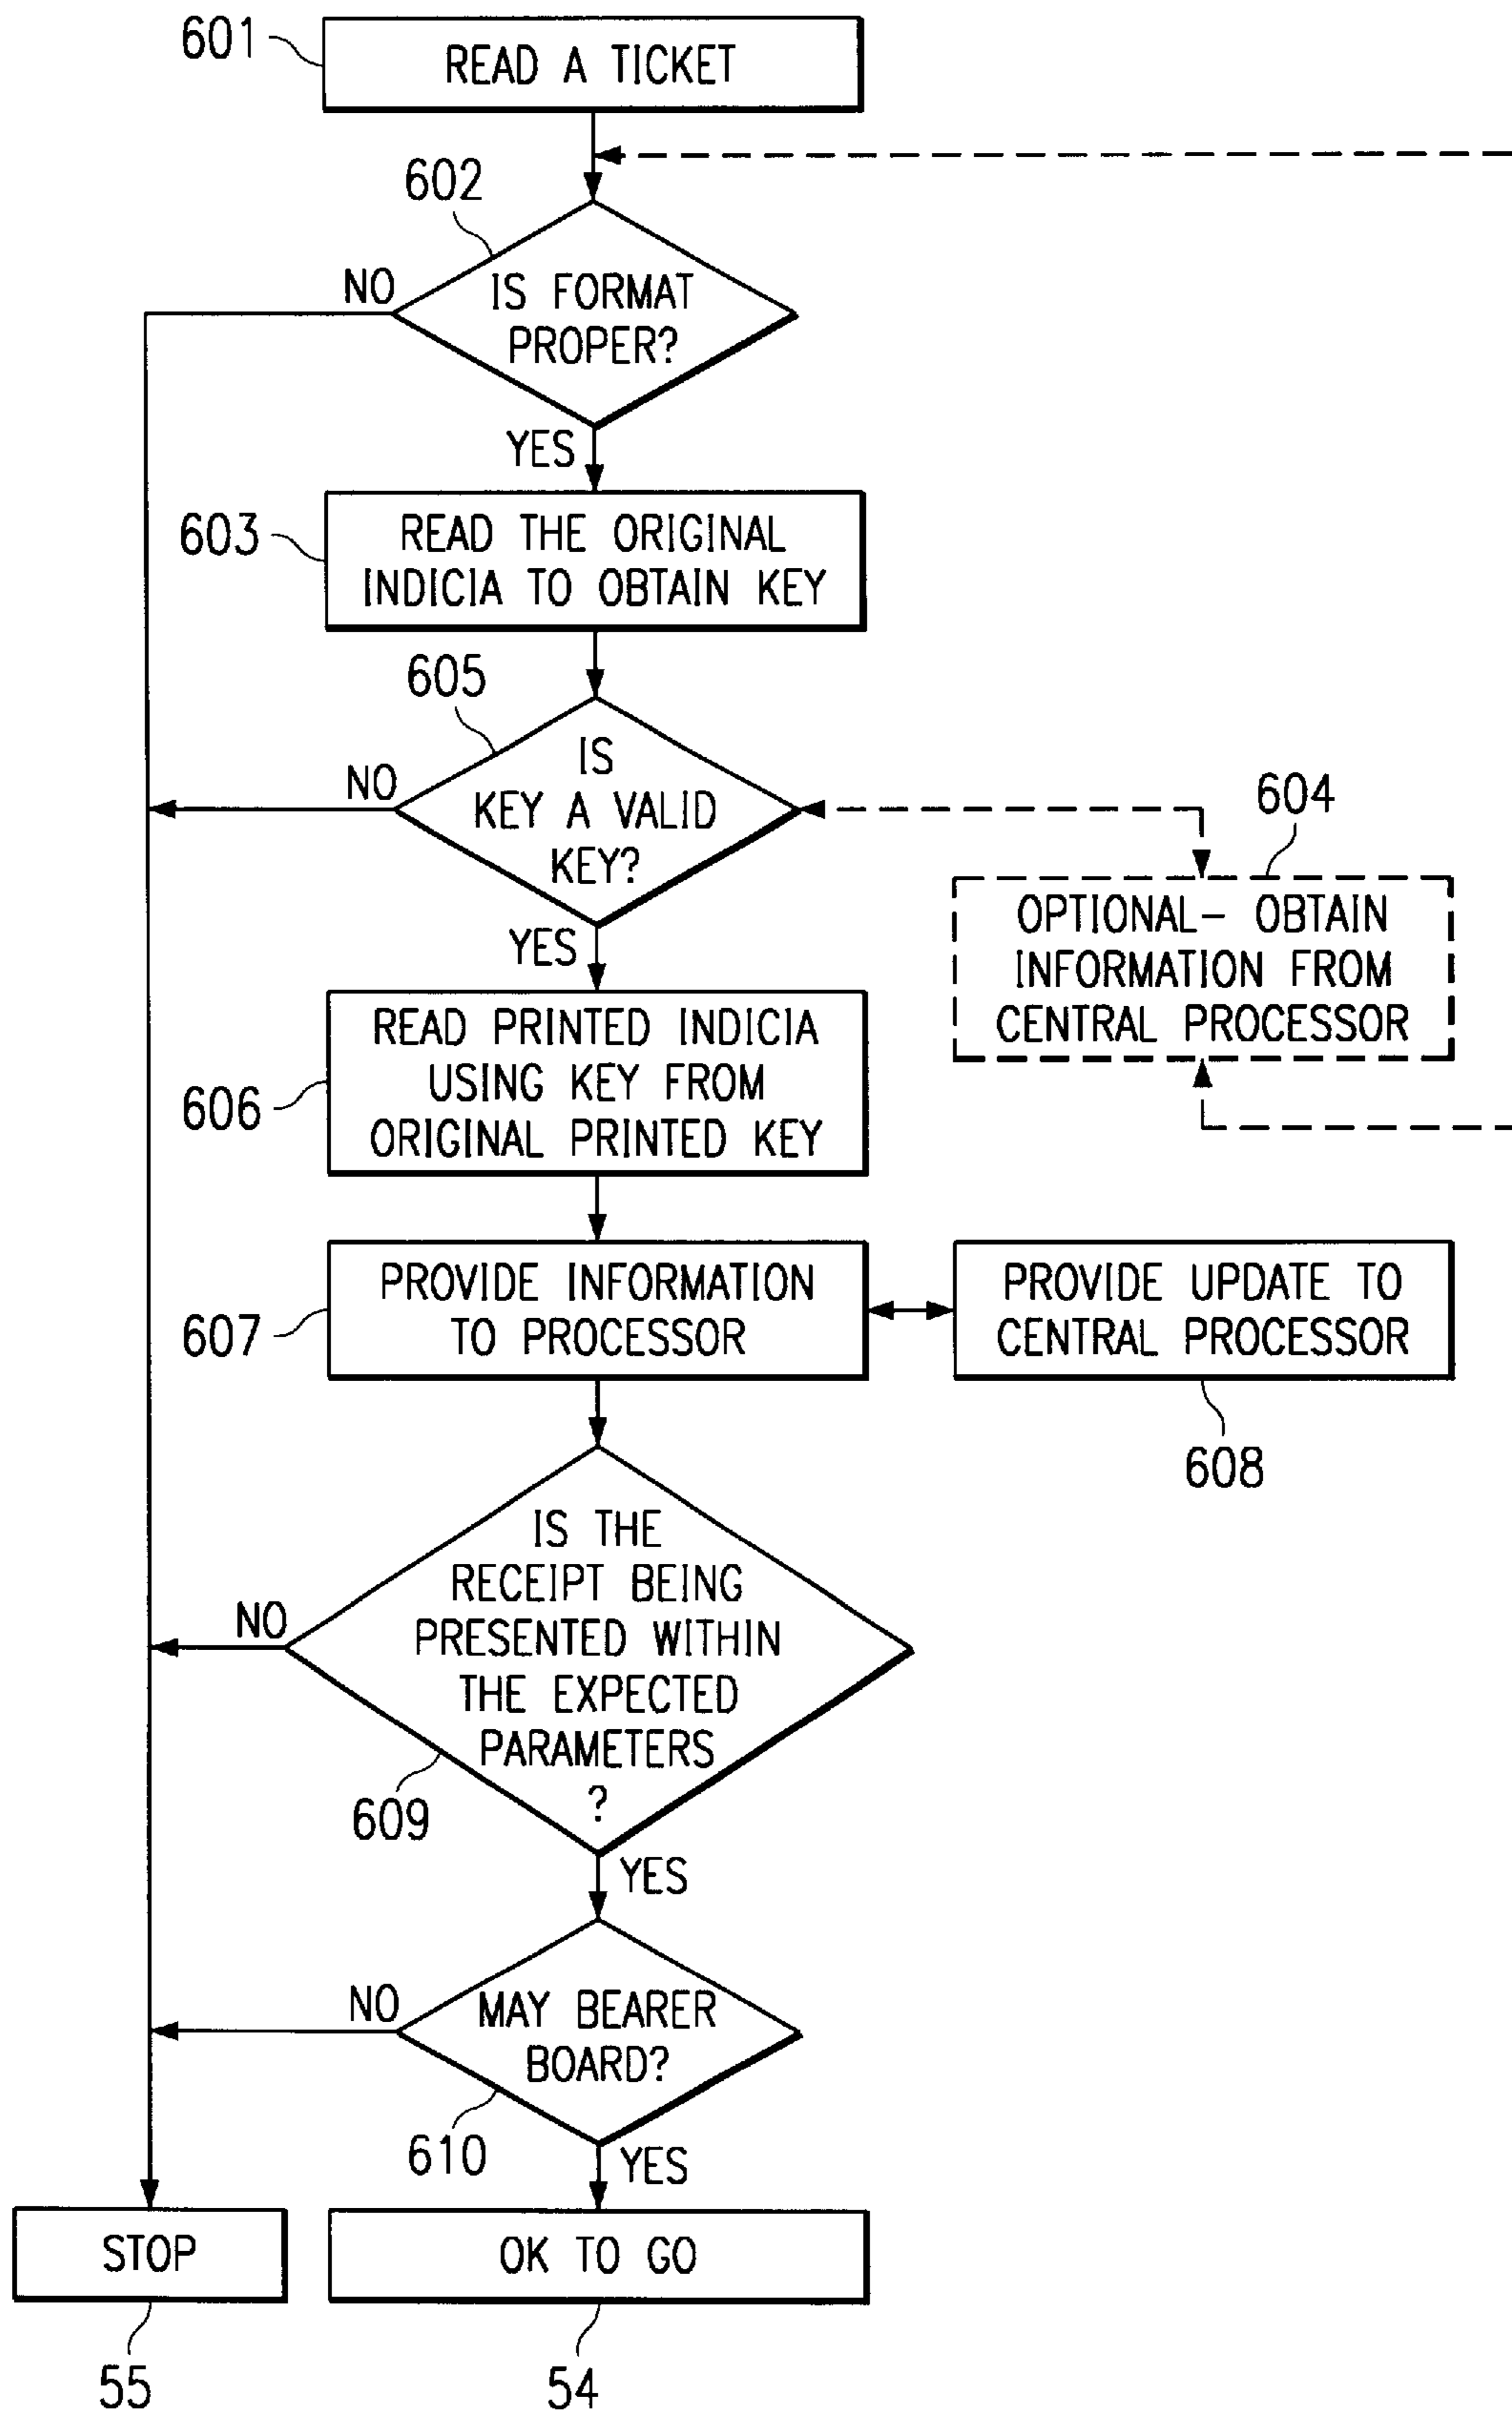 601
READ A TICKET
602
NO
IS FORMAT
PROPER?
YES
603
READ THE ORIGINAL
INDICIA TO OBTAIN KEY
605
NO
IS
KEY A VALID
KEY?
YES
604
OPTIONAL– OBTAIN
INFORMATION FROM
CENTRAL PROCESSOR
606
READ PRINTED INDICIA
USING KEY FROM
ORIGINAL PRINTED KEY
607
PROVIDE INFORMATION
TO PROCESSOR
PROVIDE UPDATE TO
CENTRAL PROCESSOR
608
NO
IS THE
RECEIPT BEING
PRESENTED WITHIN
THE EXPECTED
PARAMETERS
?
609
YES
NO
MAY BEARER
BOARD?
610
YES
STOP
OK TO GO
55
54